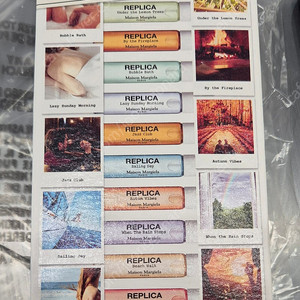 REPLICA
Under the Lemon Trees
Maison Margiela
Under the Lemon Trees
Bubble Bath
REPLICA
By the Fireplace
Maison Margiela
REPLICA
Bubble Bath
Maison Margiela
By the Fireplace
Lazy Sunday Morning
REPLICA
Lazy Sunday Morning
Maison Margiela
REPLICA
Jazz Club
Maison Margiela
REPLICA
Sailing Day
Maison Margiela
Autumn Vibes
Jazz Club
REPLICA
Autumn Vibes
Maison Margiela
REPLICA
When The Rain Stops
Maison Margiela
When The Rain Stops
Sailing Day
REPLICA
Beach Walk
Maison Margiela
REPLICA